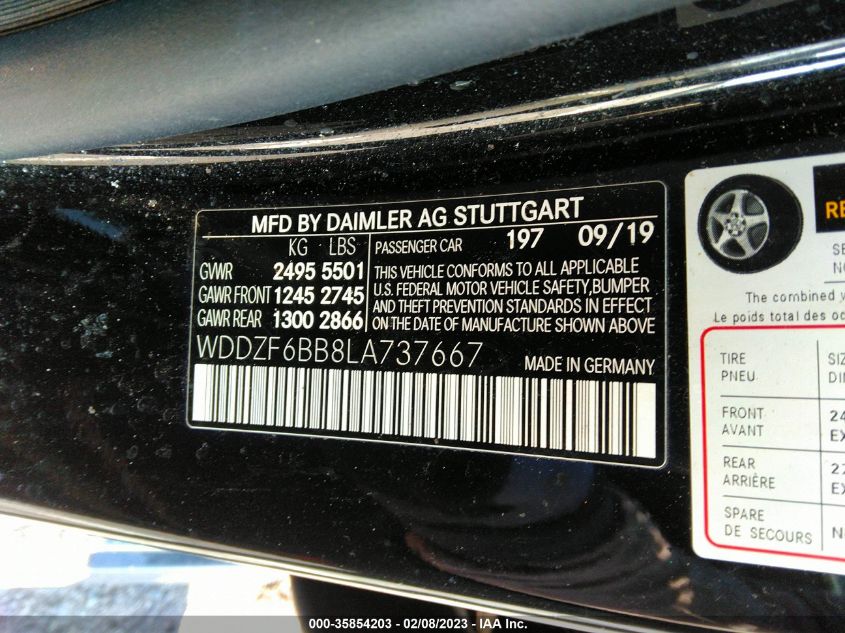 MFD BY DAIMLER AG STUTTGART
KG LBS
GVWR 2495 5501
GAWR FRONT 1245 2745
GAWR REAR 1300 2866
PASSENGER CAR 197 09/19
THIS VEHICLE CONFORMS TO ALL APPLICABLE
U.S. FEDERAL MOTOR VEHICLE SAFETY,BUMPER
AND THEFT PREVENTION STANDARDS IN EFFECT
ON THE DATE OF MANUFACTURE SHOWN ABOVE
WDDZF6BB8LA737667 MADE IN GERMANY
The combined
Le poids total des
TIRE
PNEU
FRONT
AVANT
REAR
ARRIÈRE
SPARE
DE SECOURS
000-35854203 - 02/08/2023 - IAA Inc.